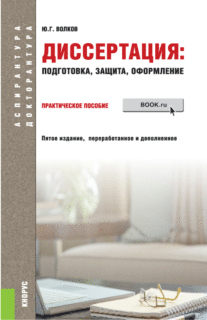 Ю.Г. ВОЛКОВ
ДИССЕРТАЦИЯ:
ПОДГОТОВКА, ЗАЩИТА, ОФОРМЛЕНИЕ
ПРАКТИЧЕСКОЕ ПОСОБИЕ
BOOK.ru
Пятое издание, переработанное и дополненное
АСПИРАНТУРА
ДОКТОРАНТУРА
КНОРУС